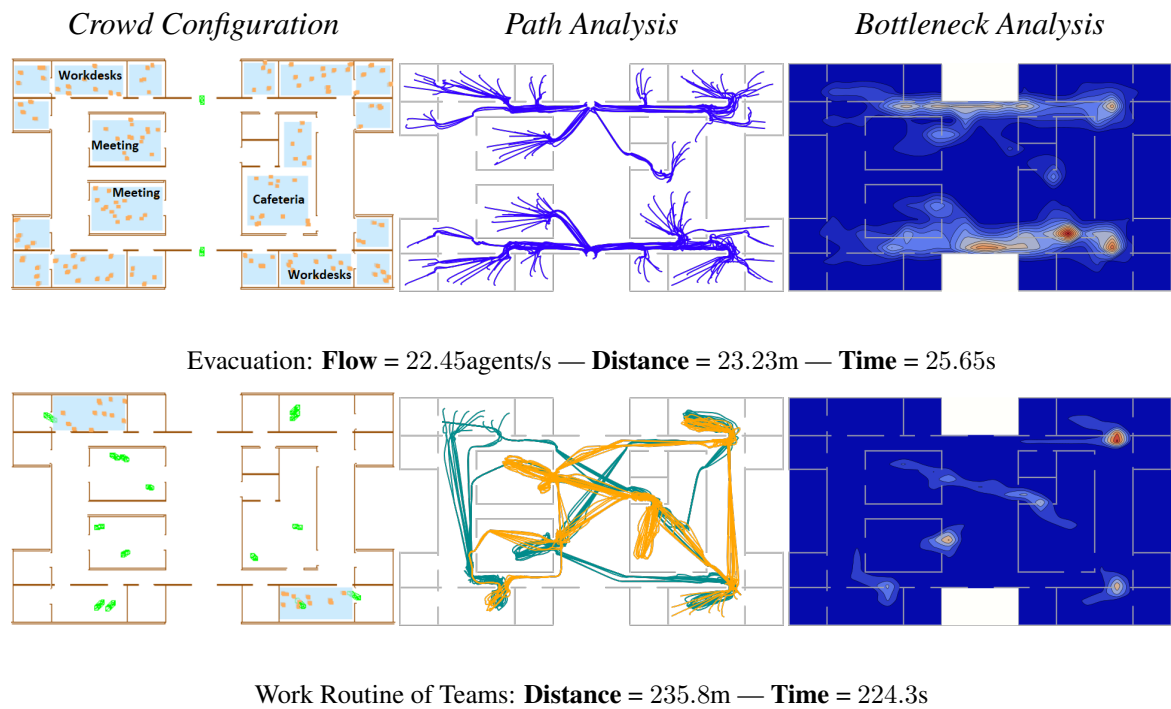 Crowd Configuration Path Analysis Bottleneck Analysis
Workdesks
Meeting
Meeting
Cafeteria
Workdesks
Evacuation: Flow = 22.45agents/s — Distance = 23.23m — Time = 25.65s
Work Routine of Teams: Distance = 235.8m — Time = 224.3s